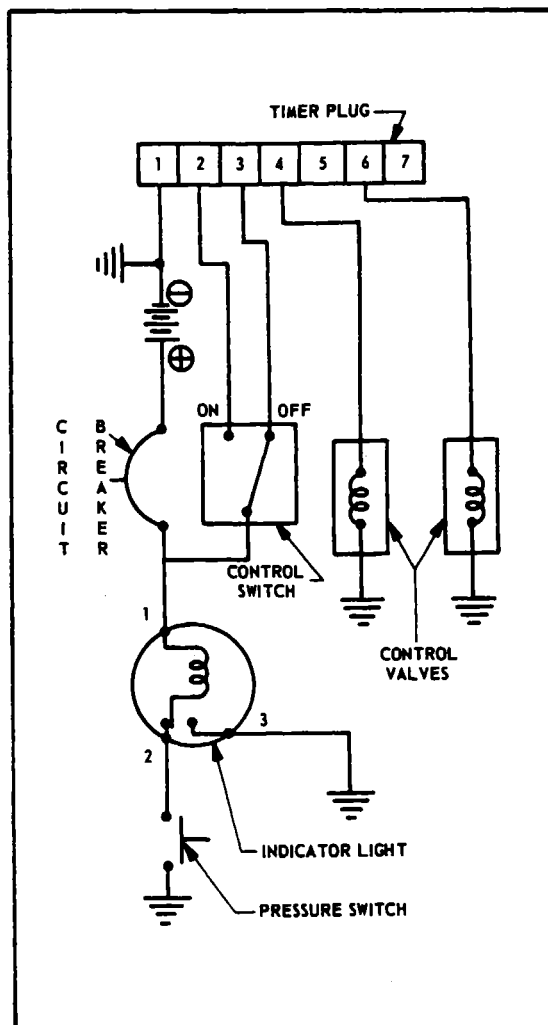 TIMER PLUG
1 2 3 4 5 6 7
⊖
⊕
ON OFF
CIRCUIT
BREAKER
CONTROL
SWITCH
CONTROL
VALVES
1
3
2
INDICATOR LIGHT
PRESSURE SWITCH